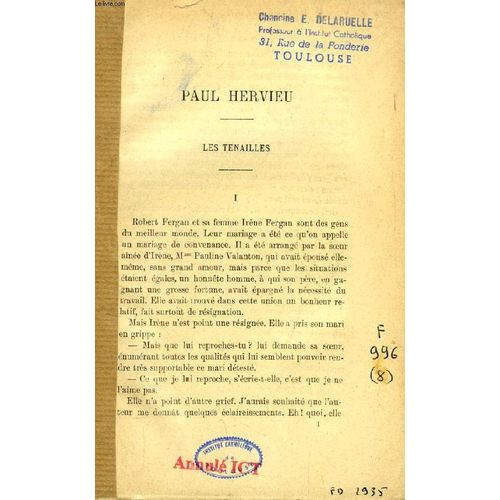 Chanoine E. DELARUELLE
Professeur à l'Institut Catholique
31, Rue de la Fonderie
TOULOUSE
PAUL HERVIEU
LES TENAILLES
I
Robert Fergan et sa femme Irène Fergan sont des gens
du meilleur monde. Leur mariage a été ce qu'on appelle
un mariage de convenance. Il a été arrangé par la sœur
aînée d'Irène, Mme Pauline Valanton, qui avait épousé elle-
même, sans grand amour, mais parce que les situations
étaient égales, un honnête homme, à qui son père, en ga-
gnant une grosse fortune, avait épargné la nécessité du
travail. Elle avait trouvé dans cette union un bonheur re-
latif, fait surtout de résignation.
Mais Irène n'est point une résignée. Elle a pris son mari
en grippe :
— Mais que lui reproches-tu? lui demande sa sœur,
énumérant toutes les qualités qui lui semblent pouvoir ren-
dre très supportable ce mari détesté.
— Ce que je lui reproche, s'écrie-t-elle, c'est que je ne
l'aime pas.
Elle n'a point d'autre grief. J'aurais souhaité que l'au-
teur me donnât quelques éclaircissements. Eh! quoi, elle
1
F
996
(8)
INSTITUT CATHOLIQUE
Annulé ICT
FD 2935